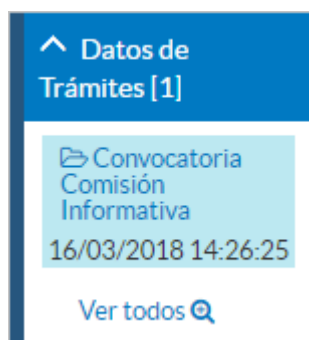 Datos de
Trámites [1]
Convocatoria
Comisión
Informativa
16/03/2018 14:26:25
Ver todos